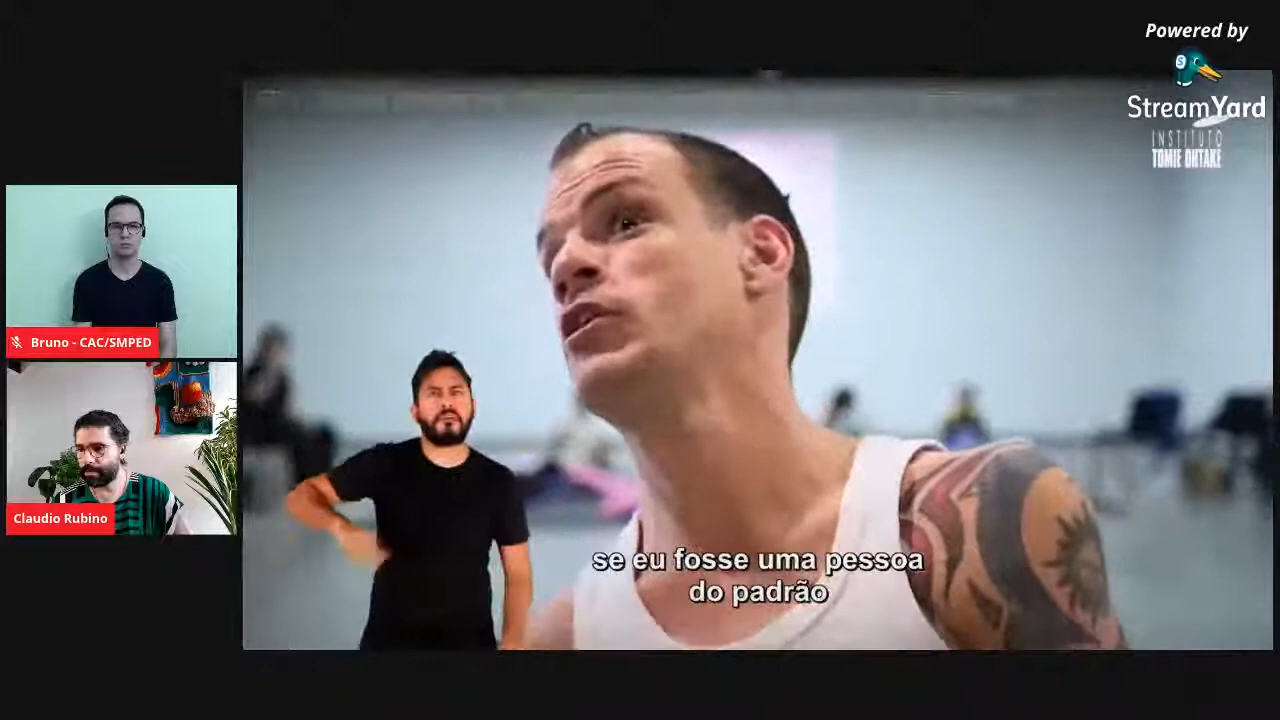 Powered by
StreamYard
INSTITUTO
TOMIE OHTAKE
Bruno - CAC/SMPED
Claudio Rubino
se eu fosse uma pessoa
do padrão